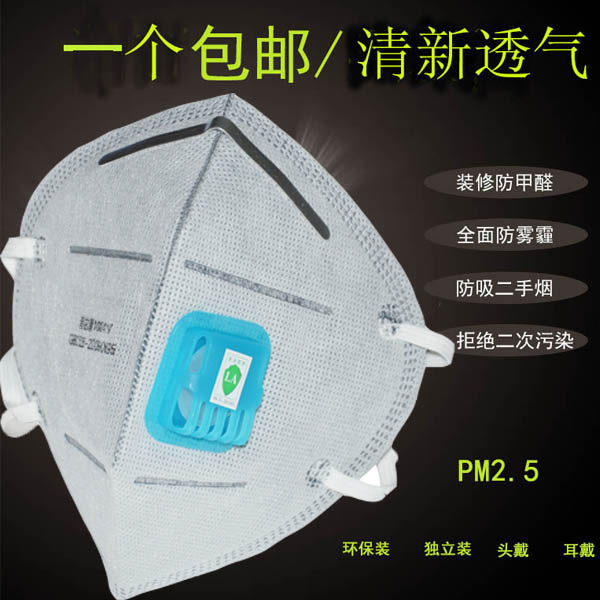 一个包邮/清新透气
装修防甲醛
全面防雾霾
防吸二手烟
拒绝二次污染
LA
PM2.5
环保装 独立装 头戴 耳戴